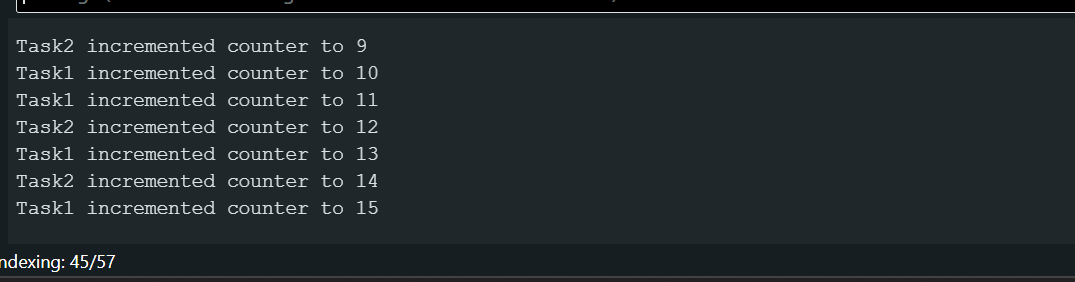 Task2 incremented counter to 9
Task1 incremented counter to 10
Task1 incremented counter to 11
Task2 incremented counter to 12
Task1 incremented counter to 13
Task2 incremented counter to 14
Task1 incremented counter to 15
ndexing: 45/57